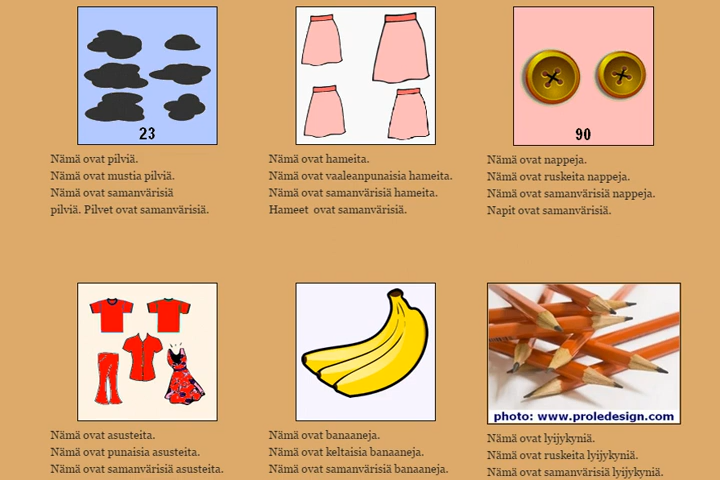 23
Nämä ovat pilviä.
Nämä ovat mustia pilviä.
Nämä ovat samanvärisiä
pilviä. Pilvet ovat samanvärisiä.
Nämä ovat hameita.
Nämä ovat vaaleanpunaisia hameita.
Nämä ovat samanvärisiä hameita.
Hameet ovat samanvärisiä.
90
Nämä ovat nappeja.
Nämä ovat ruskeita nappeja.
Nämä ovat samanvärisiä nappeja.
Napit ovat samanvärisiä.
Nämä ovat asusteita.
Nämä ovat punaisia asusteita.
Nämä ovat samanvärisiä asusteita.
Nämä ovat banaaneja.
Nämä ovat keltaisia banaaneja.
Nämä ovat samanvärisiä banaaneja.
photo: www.proledesign.com
Nämä ovat lyijykyniä.
Nämä ovat ruskeita lyijykyniä.
Nämä ovat samanvärisiä lyijykyniä.